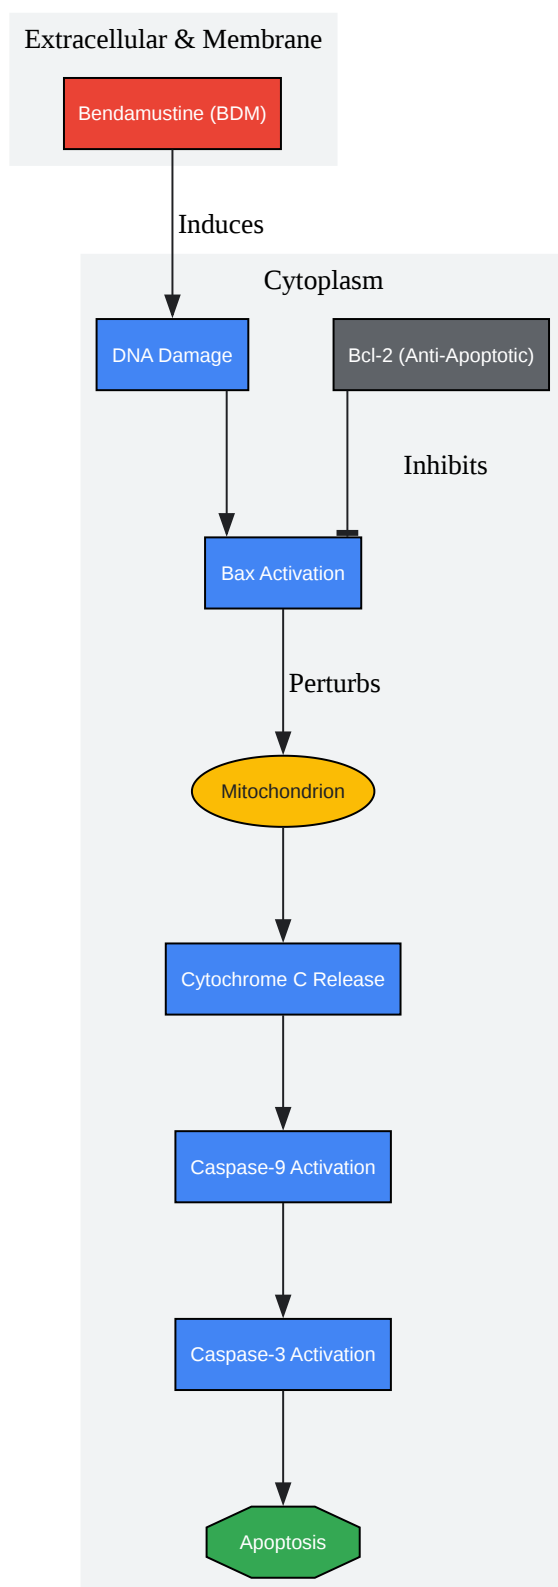 Extracellular & Membrane
Bendamustine (BDM)
Induces
Cytoplasm
DNA Damage
Bcl-2 (Anti-Apoptotic)
Inhibits
Bax Activation
Perturbs
Mitochondrion
Cytochrome C Release
Caspase-9 Activation
Caspase-3 Activation
Apoptosis